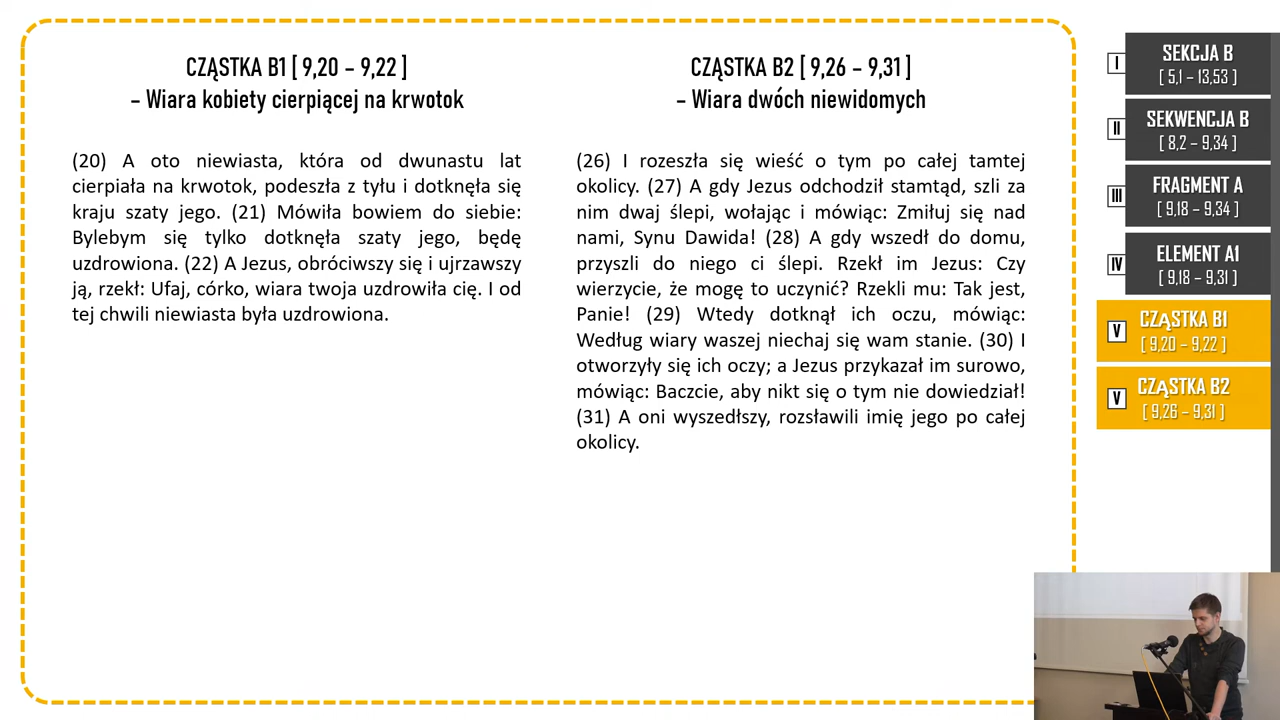 CZĄSTKA B1 [ 9,20 – 9,22 ]
– Wiara kobiety cierpiącej na krwotok
(20) A oto niewiasta, która od dwunastu lat
cierpiała na krwotok, podeszła z tyłu i dotknęła się
kraju szaty jego. (21) Mówiła bowiem do siebie:
Bylebym się tylko dotknęła szaty jego, będę
uzdrowiona. (22) A Jezus, obróciwszy się i ujrzawszy
ją, rzekł: Ufaj, córko, wiara twoja uzdrowiła cię. I od
tej chwili niewiasta była uzdrowiona.
CZĄSTKA B2 [ 9,26 – 9,31 ]
– Wiara dwóch niewidomych
(26) I rozeszła się wieść o tym po całej tamtej
okolicy. (27) A gdy Jezus odchodził stamtąd, szli za
nim dwaj ślepi, wołając i mówiąc: Zmiłuj się nad
nami, Synu Dawida! (28) A gdy wszedł do domu,
przyszli do niego ci ślepi. Rzekł im Jezus: Czy
wierzycie, że mogę to uczynić? Rzekli mu: Tak jest,
Panie! (29) Wtedy dotknął ich oczu, mówiąc:
Według wiary waszej niechaj się wam stanie. (30) I
otworzyły się ich oczy; a Jezus przykazał im surowo,
mówiąc: Baczcie, aby nikt się o tym nie dowiedział!
(31) A oni wyszedłszy, rozsławili imię jego po całej
okolicy.
I SEKCJA B
[ 5,1 – 13,53 ]
II SEKWENCJA B
[ 8,2 – 9,34 ]
III FRAGMENT A
[ 9,18 – 9,34 ]
IV ELEMENT A1
[ 9,18 – 9,31 ]
V CZĄSTKA B1
[ 9,20 – 9,22 ]
V CZĄSTKA B2
[ 9,26 – 9,31 ]